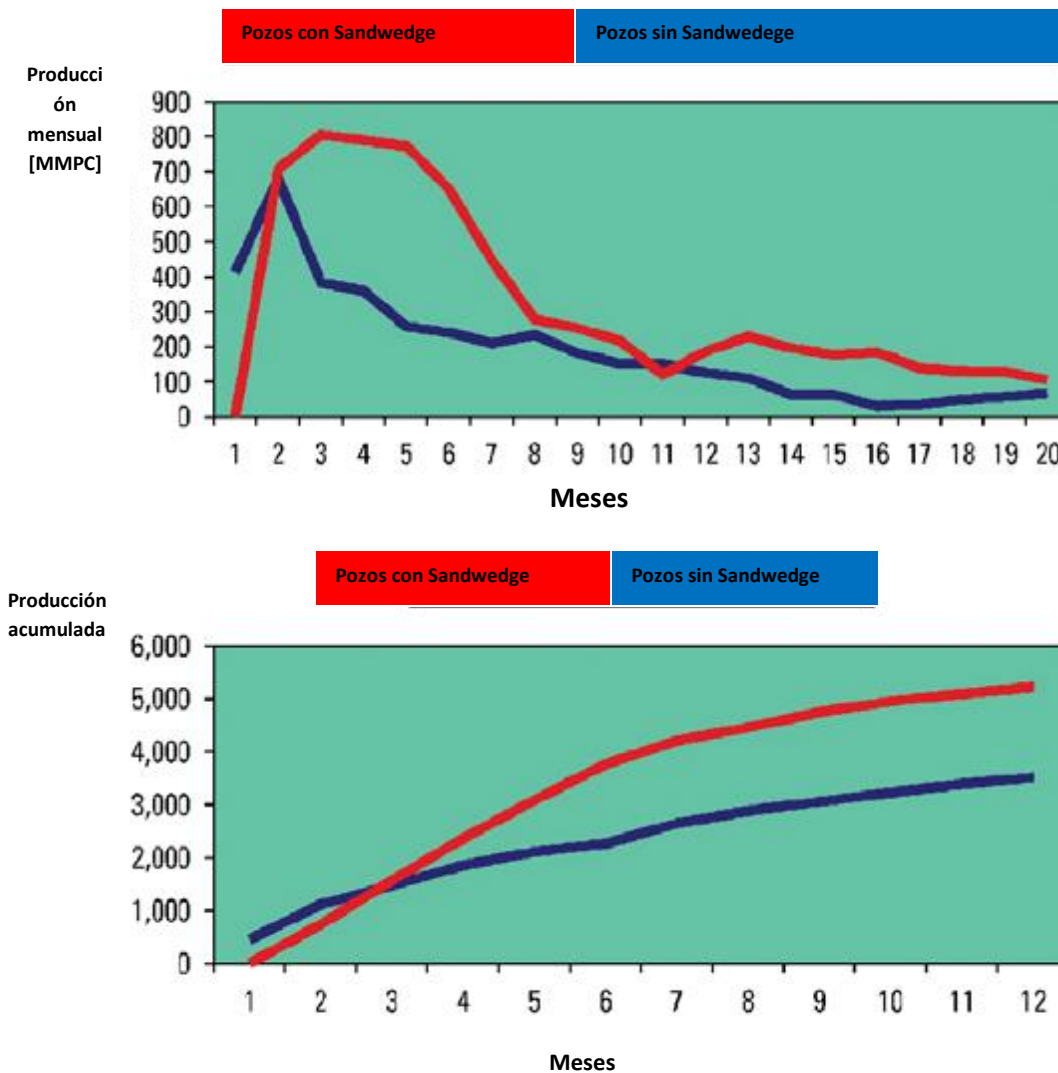 Pozos con Sandwedge
Pozos sin Sandwedege
Producci
ón
mensual
[MMPC]
900
800
700
600
500
400
300
200
100
0
1 2 3 4 5 6 7 8 9 10 11 12 13 14 15 16 17 18 19 20
Meses
Pozos con Sandwedge
Pozos sin Sandwedge
Producción
acumulada
6,000
5,000
4,000
3,000
2,000
1,000
0
1 2 3 4 5 6 7 8 9 10 11 12
Meses